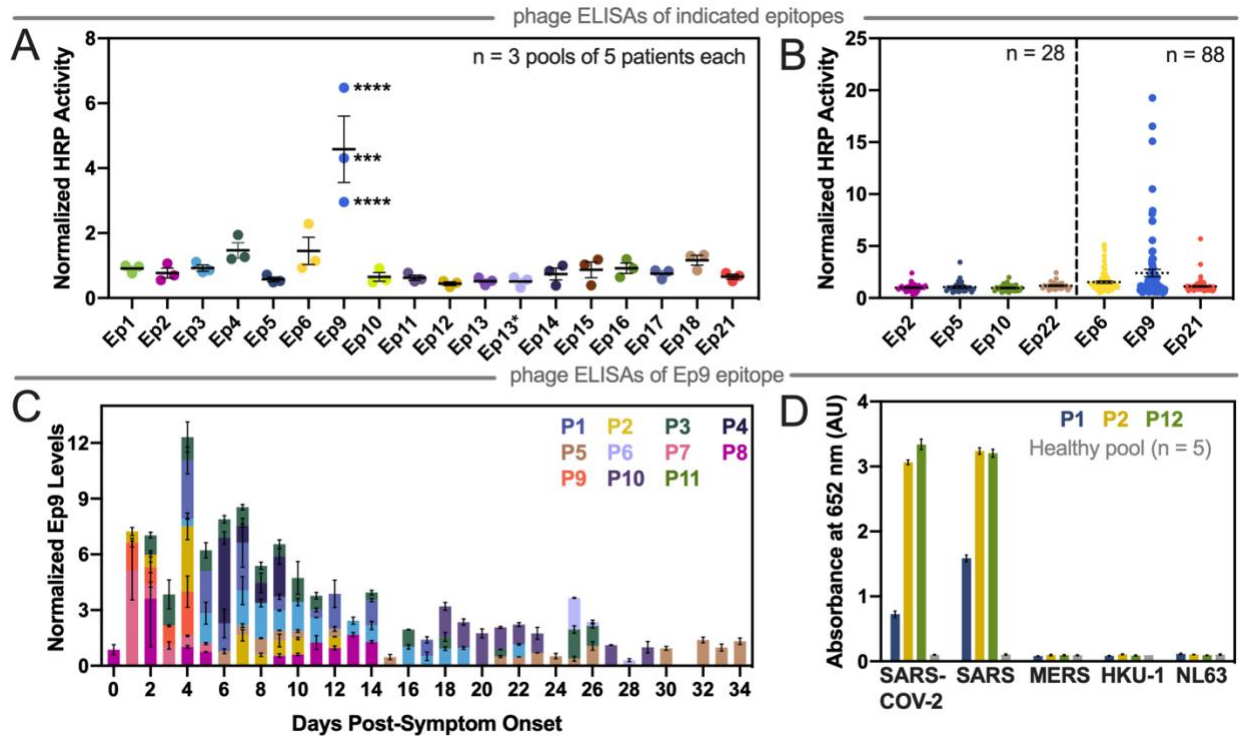 phage ELISAs of indicated epitopes
A
Normalized HRP Activity
8
6
4
2
0
n = 3 pools of 5 patients each
****
***
****
Ep1
Ep2
Ep3
Ep4
Ep5
Ep6
Ep9
Ep10
Ep11
Ep12
Ep13
Ep13*
Ep14
Ep15
Ep16
Ep17
Ep18
Ep21
B
Normalized HRP Activity
25
20
15
10
5
0
n = 28
n = 88
Ep2
Ep5
Ep10
Ep22
Ep6
Ep9
Ep21
phage ELISAs of Ep9 epitope
C
Normalized Ep9 Levels
12
9
6
3
0
P1 P2 P3 P4
P5 P6 P7 P8
P9 P10 P11
0 2 4 6 8 10 12 14 16 18 20 22 24 26 28 30 32 34
Days Post-Symptom Onset
D
Absorbance at 652 nm (AU)
4
3
2
1
0
P1 P2 P12
Healthy pool (n = 5)
SARS- SARS MERS HKU-1 NL63
COV-2